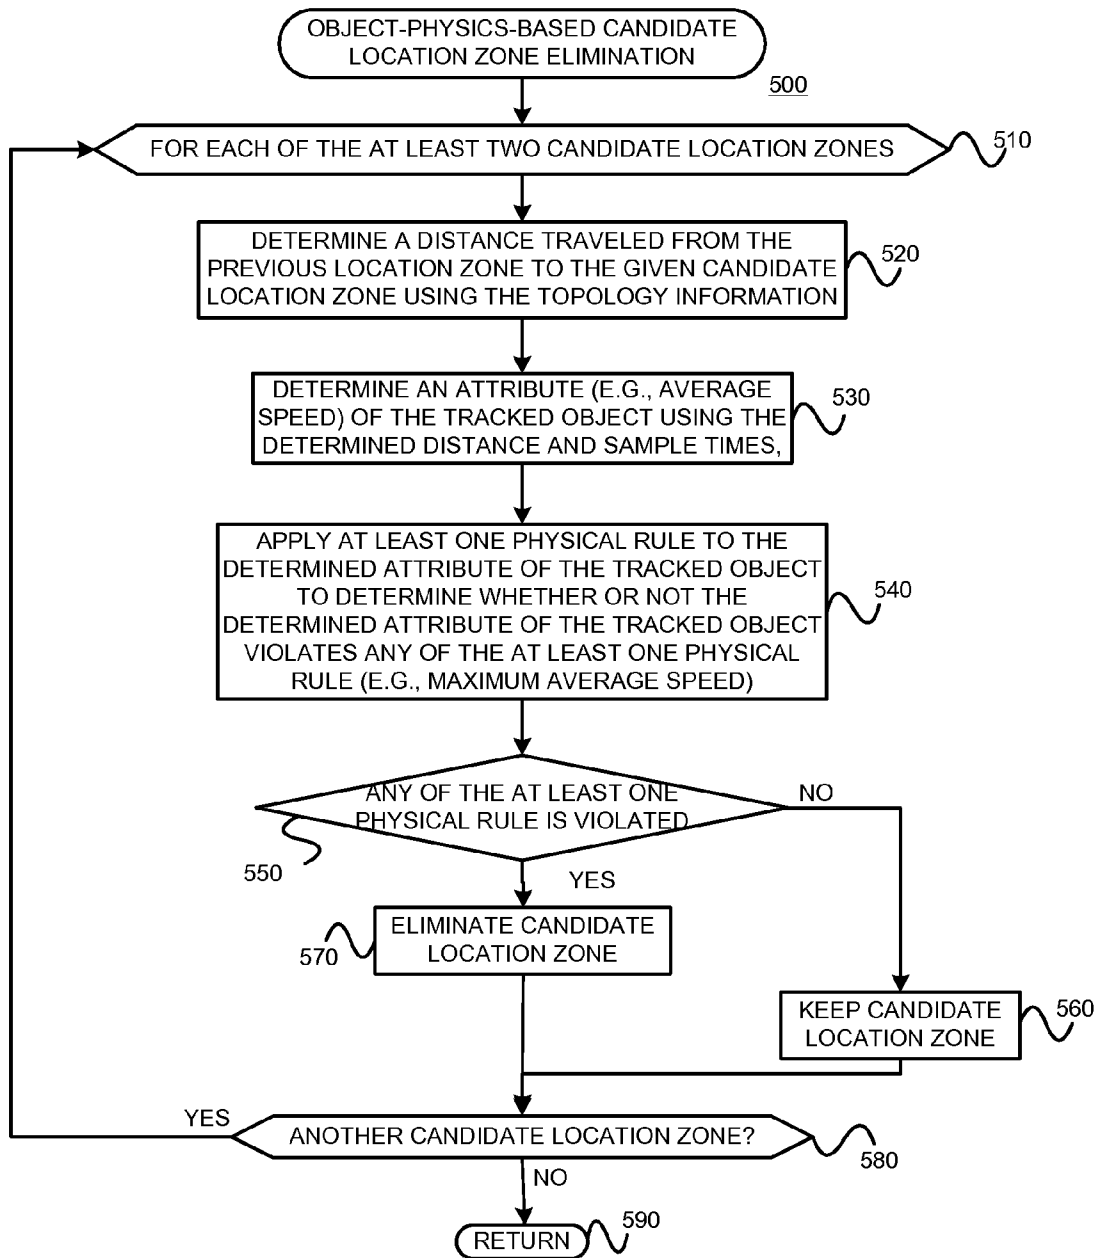 OBJECT-PHYSICS-BASED CANDIDATE
LOCATION ZONE ELIMINATION
500
FOR EACH OF THE AT LEAST TWO CANDIDATE LOCATION ZONES
510
DETERMINE A DISTANCE TRAVELED FROM THE
PREVIOUS LOCATION ZONE TO THE GIVEN CANDIDATE
LOCATION ZONE USING THE TOPOLOGY INFORMATION
520
DETERMINE AN ATTRIBUTE (E.G., AVERAGE
SPEED) OF THE TRACKED OBJECT USING THE
DETERMINED DISTANCE AND SAMPLE TIMES,
530
APPLY AT LEAST ONE PHYSICAL RULE TO THE
DETERMINED ATTRIBUTE OF THE TRACKED OBJECT
TO DETERMINE WHETHER OR NOT THE
DETERMINED ATTRIBUTE OF THE TRACKED OBJECT
VIOLATES ANY OF THE AT LEAST ONE PHYSICAL
RULE (E.G., MAXIMUM AVERAGE SPEED)
540
ANY OF THE AT LEAST ONE
PHYSICAL RULE IS VIOLATED
NO
550
YES
ELIMINATE CANDIDATE
LOCATION ZONE
570
KEEP CANDIDATE
LOCATION ZONE
560
YES
ANOTHER CANDIDATE LOCATION ZONE?
580
NO
RETURN
590